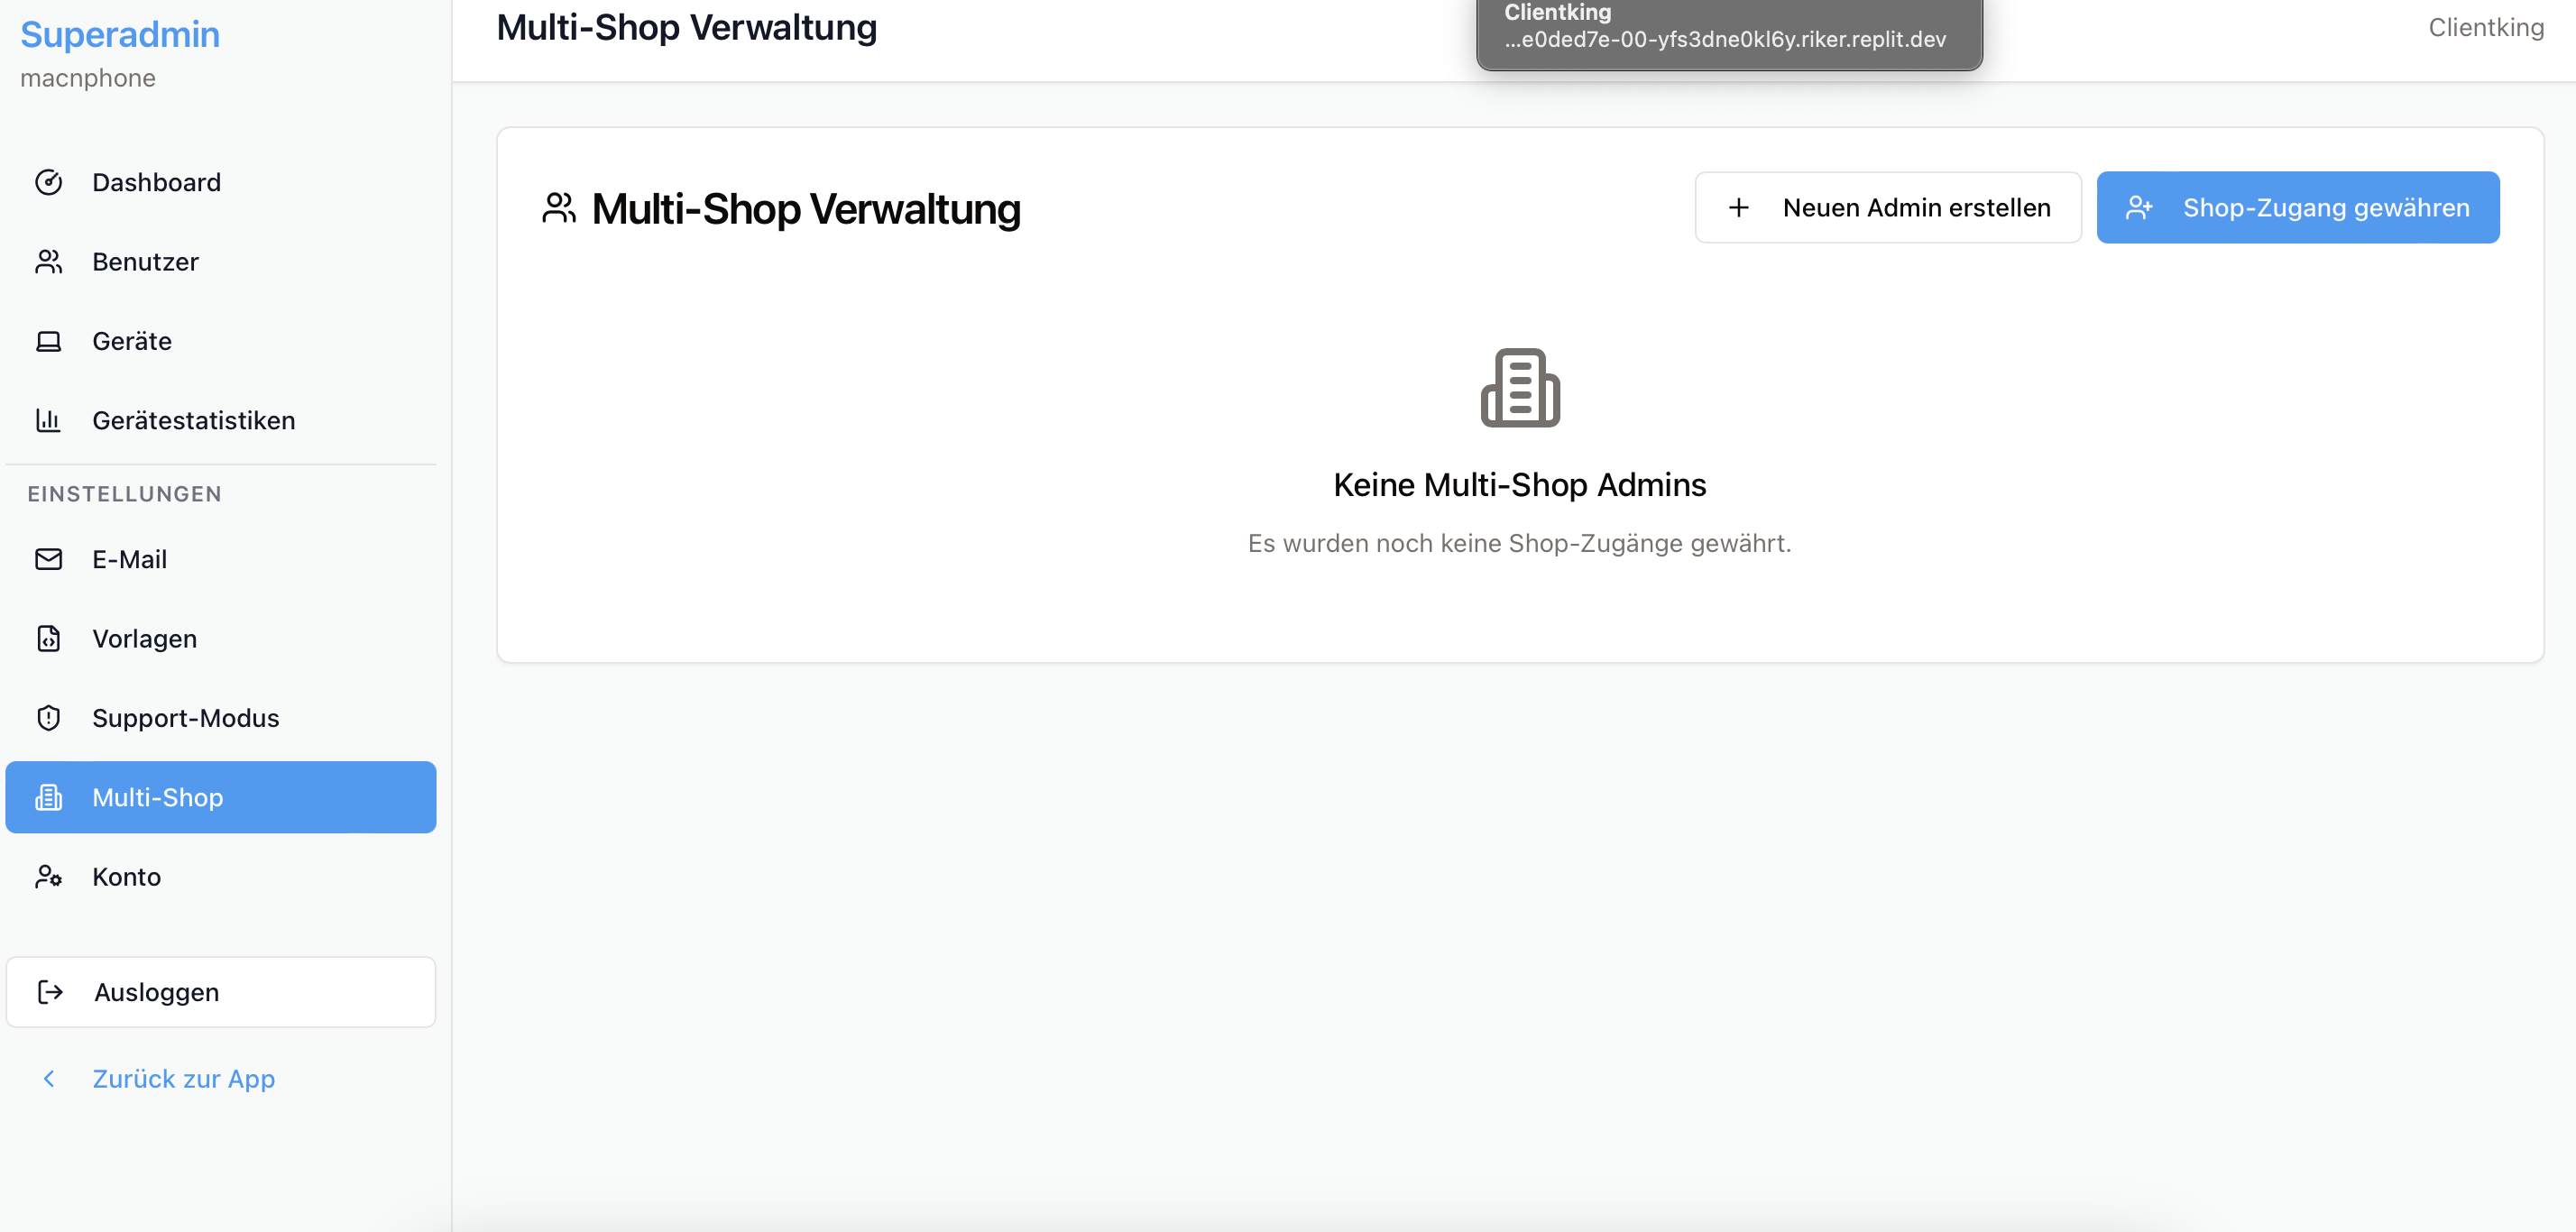 Superadmin
macnphone
Dashboard
Benutzer
Geräte
Gerätestatistiken
EINSTELLUNGEN
E-Mail
Vorlagen
Support-Modus
Multi-Shop
Konto
Ausloggen
Zurück zur App
Multi-Shop Verwaltung
Clientking
...e0ded7e-00-yfs3dne0kl6y.riker.replit.dev
Clientking
Multi-Shop Verwaltung
Neuen Admin erstellen
Shop-Zugang gewähren
Keine Multi-Shop Admins
Es wurden noch keine Shop-Zugänge gewährt.